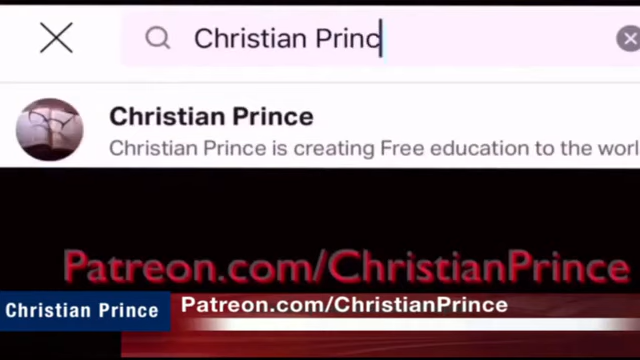 Christian Princ
Christian Prince
Christian Prince is creating Free education to the worl
Patreon.com/ChristianPrince
Christian Prince
Patreon.com/ChristianPrince